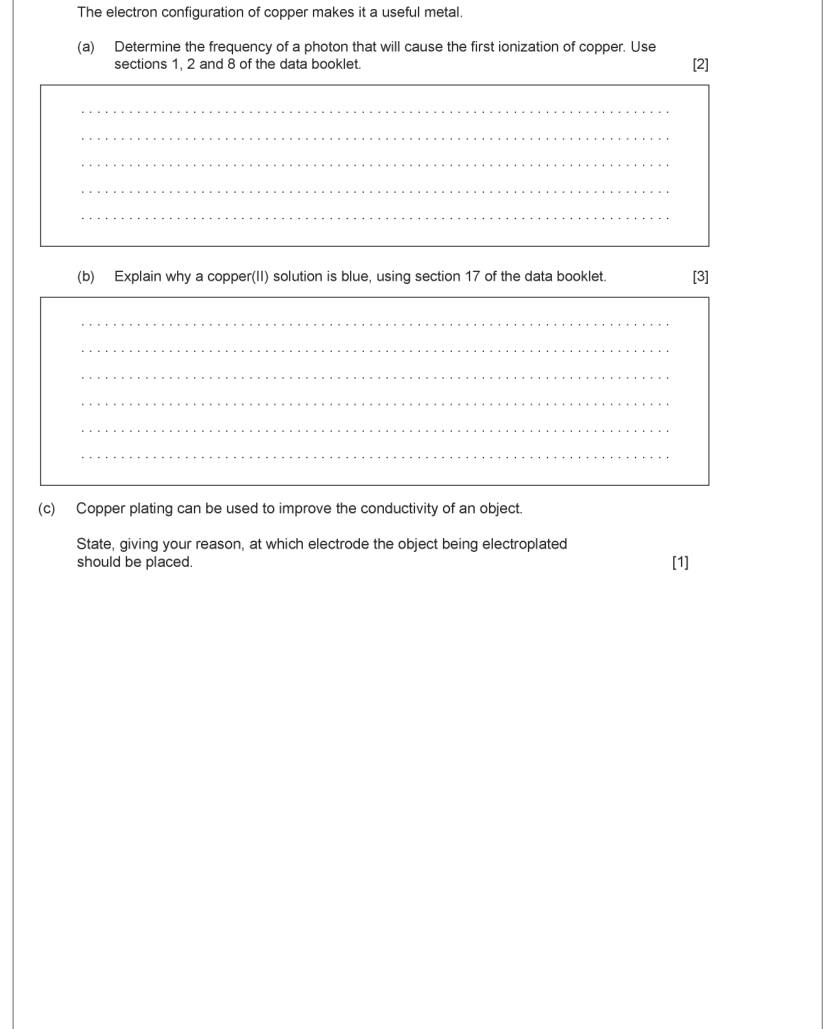 The electron configuration of copper makes it a useful metal.
(a) Determine the frequency of a photon that will cause the first ionization of copper. Use
sections 1, 2 and 8 of the data booklet. [2]
(b) Explain why a copper(II) solution is blue, using section 17 of the data booklet. [3]
(c) Copper plating can be used to improve the conductivity of an object.
State, giving your reason, at which electrode the object being electroplated
should be placed. [1]